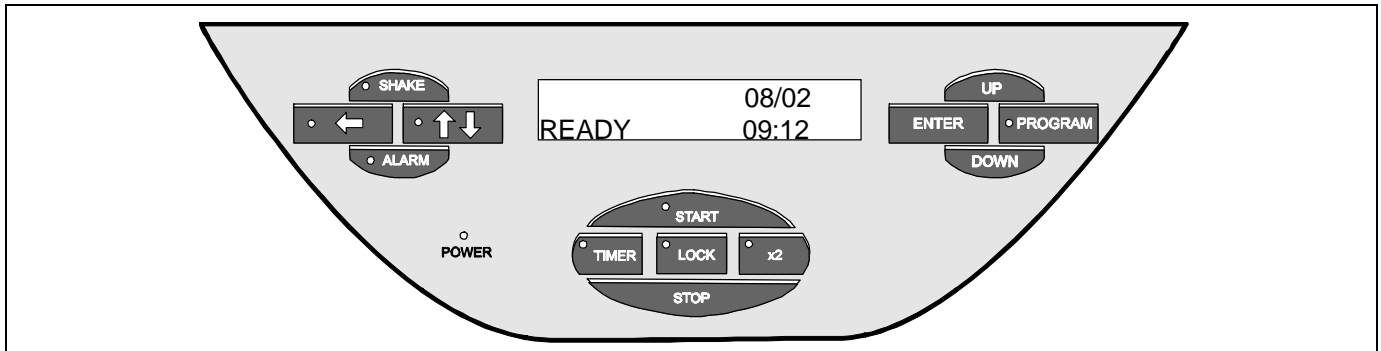 SHAKE
ALARM
POWER
08/02
READY 09:12
START
TIMER LOCK x2
STOP
UP
ENTER PROGRAM
DOWN